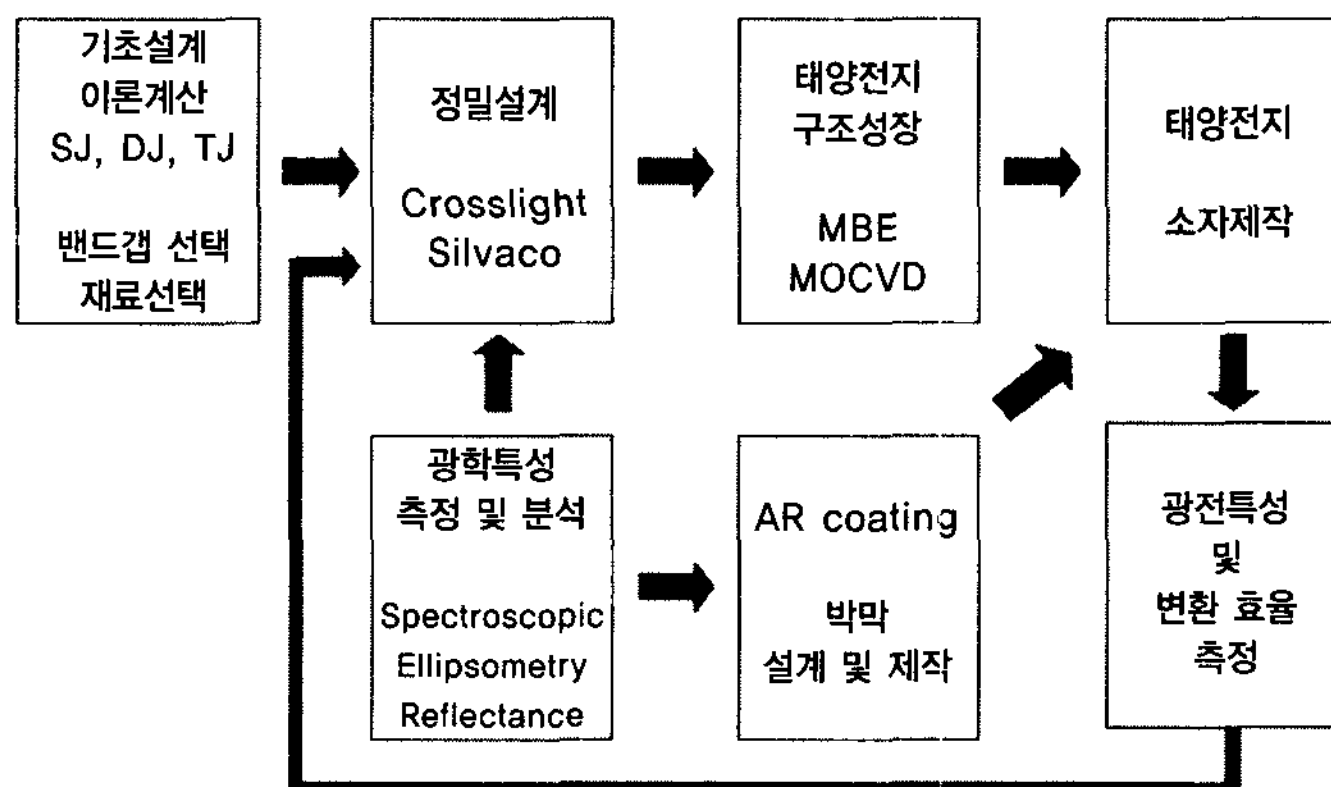 기초설계
이론계산
SJ, DJ, TJ
밴드갭 선택
재료선택
정밀설계
Crosslight
Silvaco
태양전지
구조성장
MBE
MOCVD
태양전지
소자제작
광학특성
측정 및 분석
Spectroscopic
Ellipsometry
Reflectance
AR coating
박막
설계 및 제작
광전특성
및
변환 효율
측정